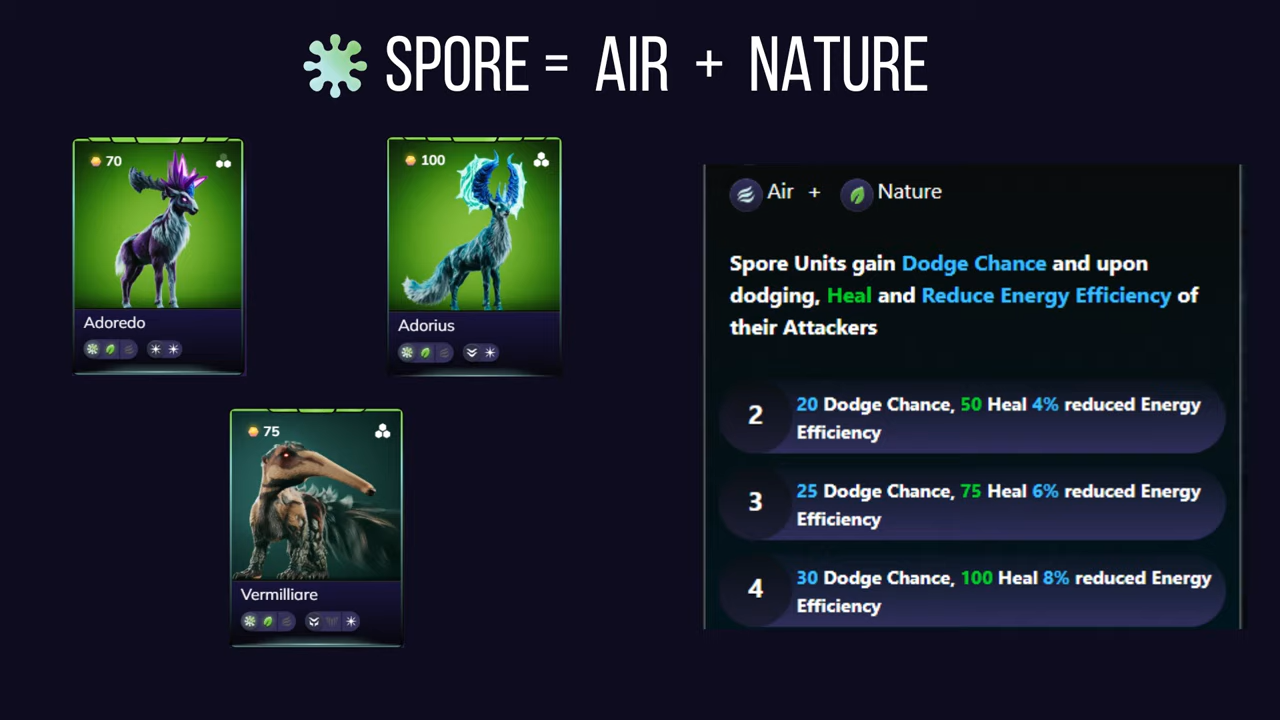 SPORE = AIR + NATURE
70
Adoredo
100
Adorius
75
Vermilliare
Air + Nature
Spore Units gain Dodge Chance and upon
dodging, Heal and Reduce Energy Efficiency of
their Attackers
2
20 Dodge Chance, 50 Heal 4% reduced Energy
Efficiency
3
25 Dodge Chance, 75 Heal 6% reduced Energy
Efficiency
4
30 Dodge Chance, 100 Heal 8% reduced Energy
Efficiency